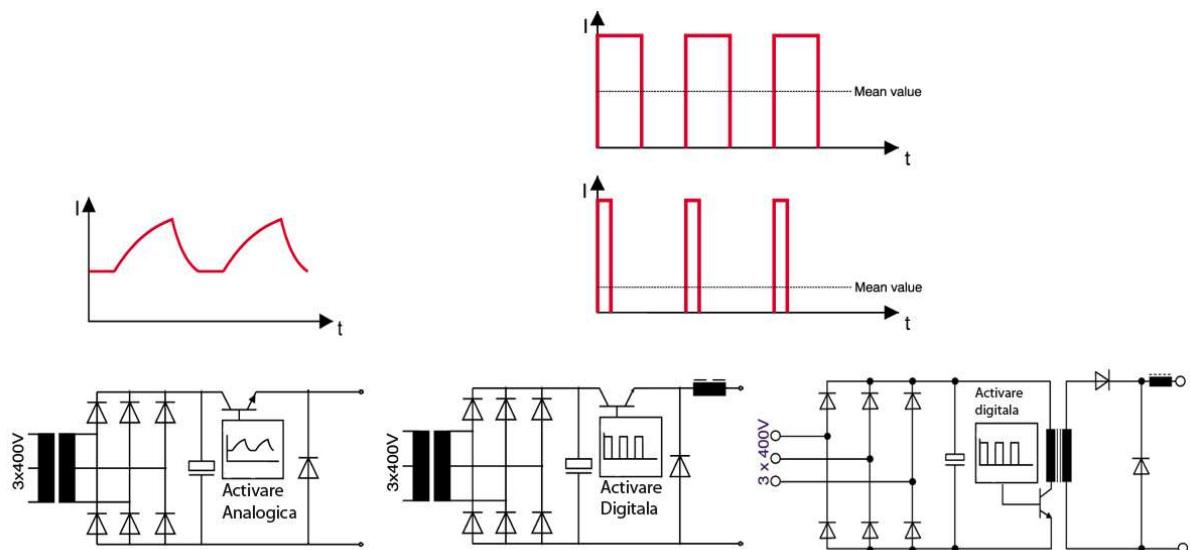 I
Mean value
t
I
Mean value
t
I
t
3x400V
Activare
Analogica
3x400V
Activare
Digitala
3 x 400V
Activare
digitala